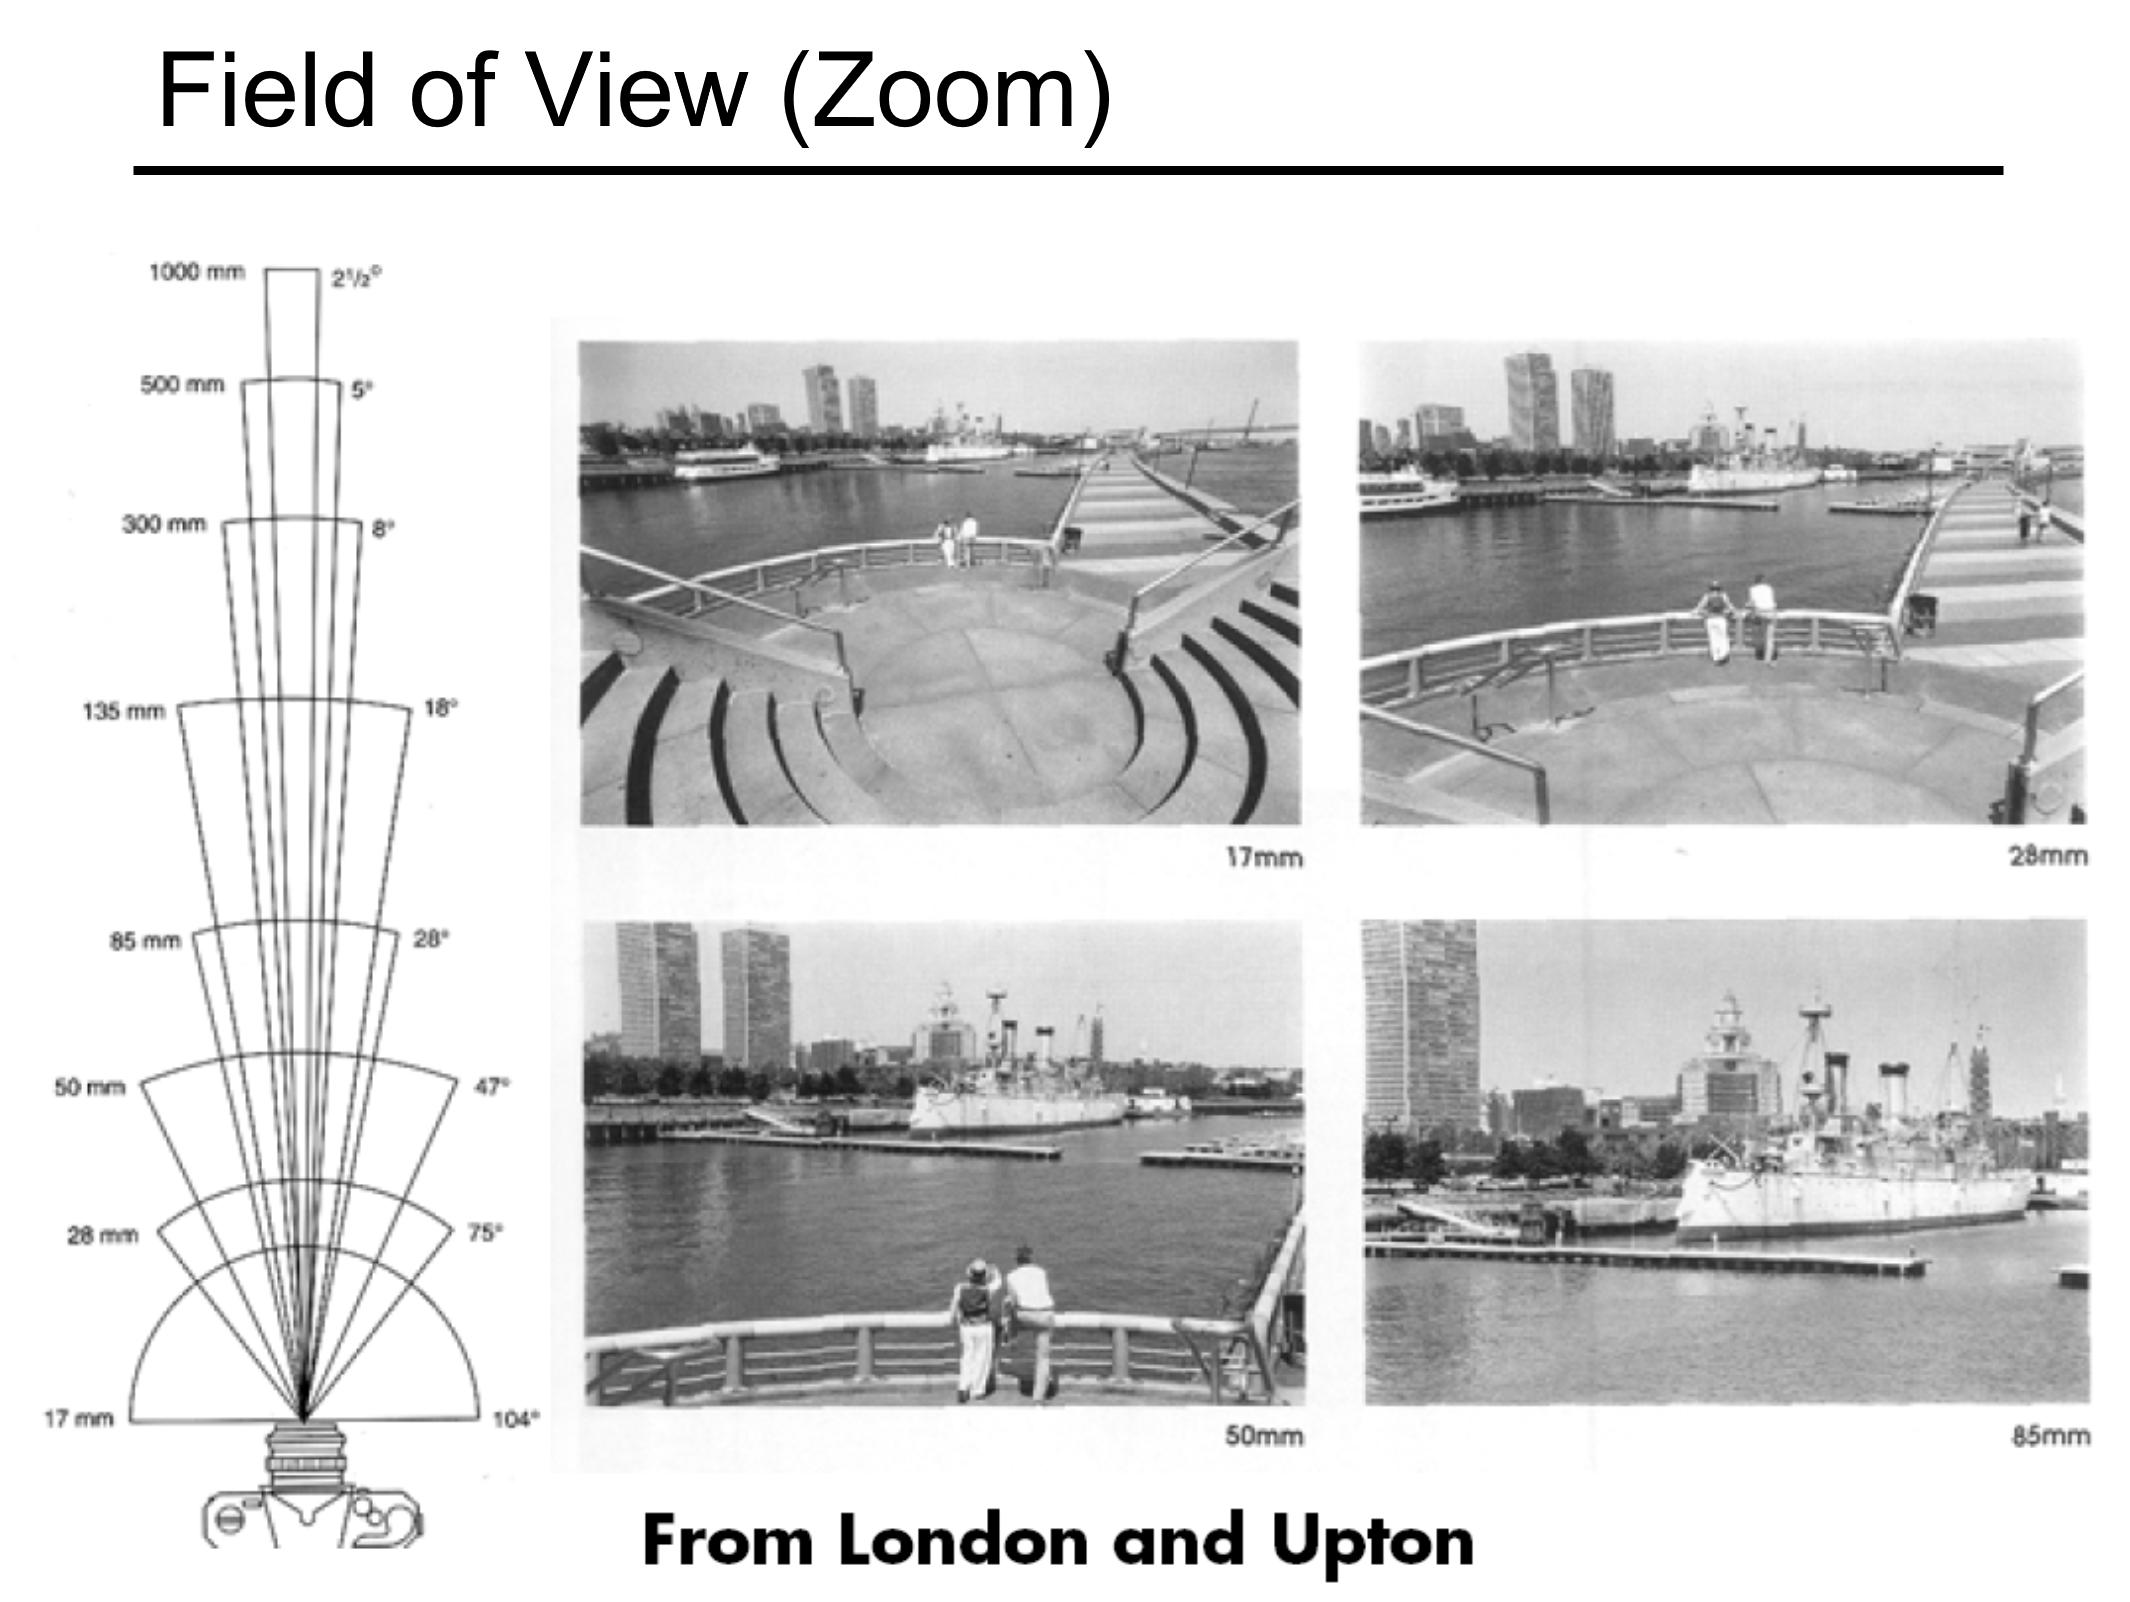 Field of View (Zoom)
1000 mm 2½°
500 mm 5°
300 mm 8°
135 mm 18°
85 mm 28°
50 mm 47°
28 mm 75°
17 mm 104°
17mm
28mm
50mm
85mm
From London and Upton